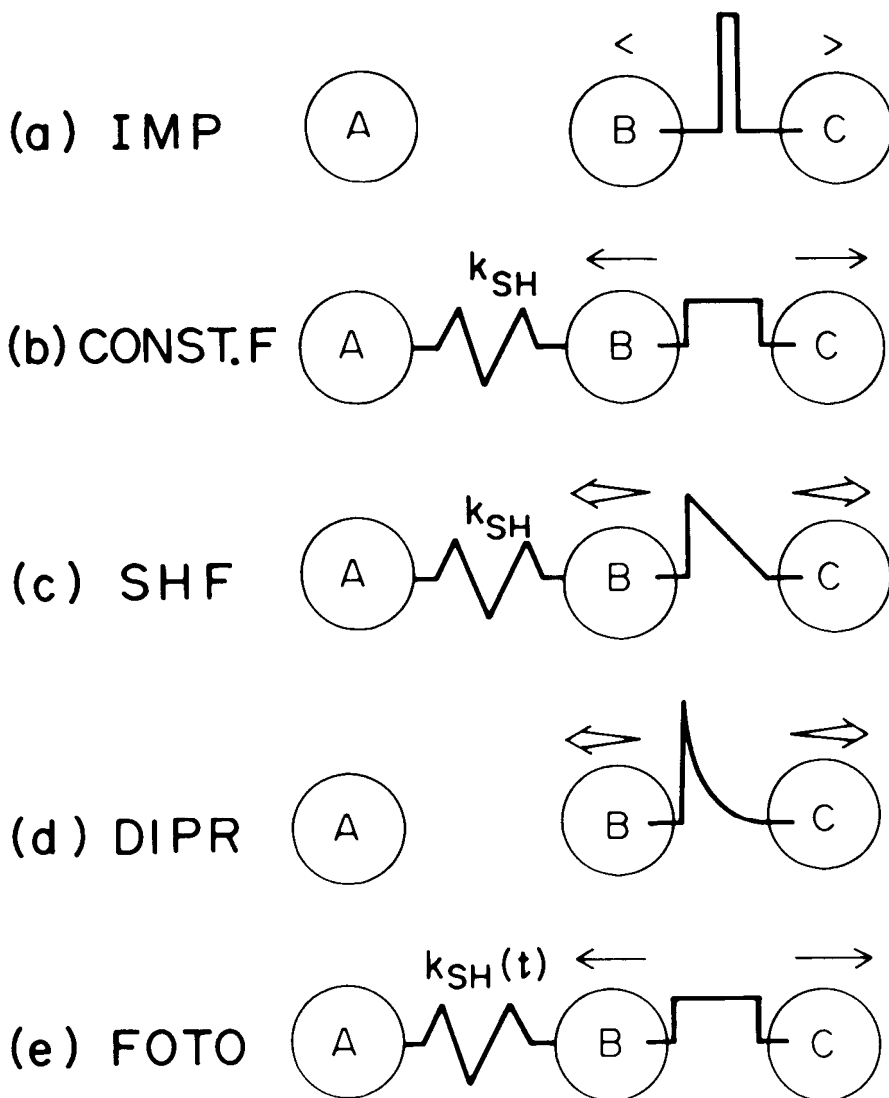 (a) IMP A B < > C
k_SH
(b) CONST.F A B C
k_SH
(c) SHF A B C
(d) DIPR A B C
k_SH(t)
(e) FOTO A B C